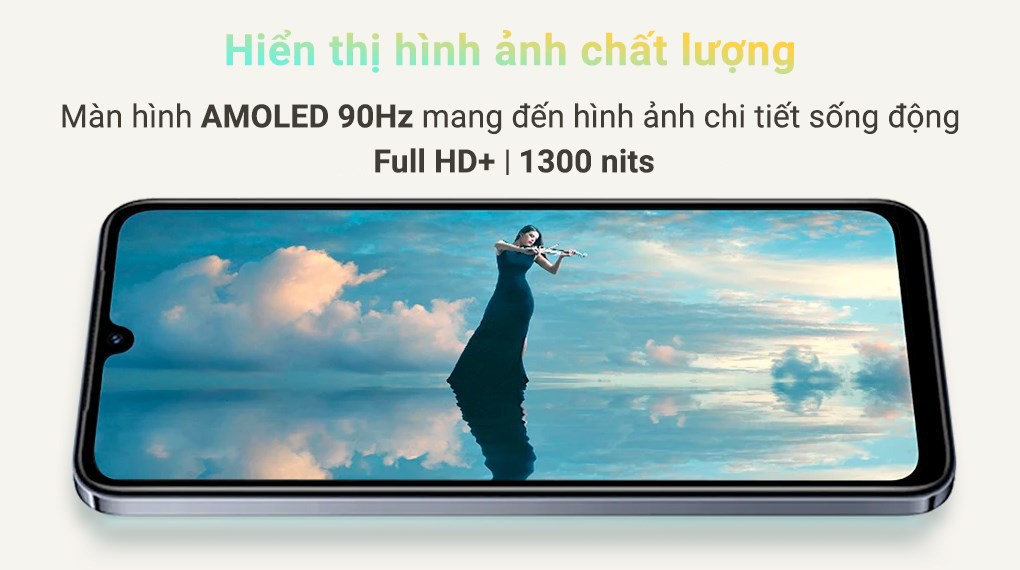 Hiển thị hình ảnh chất lượng
Màn hình AMOLED 90Hz mang đến hình ảnh chi tiết sống động
Full HD+ | 1300 nits